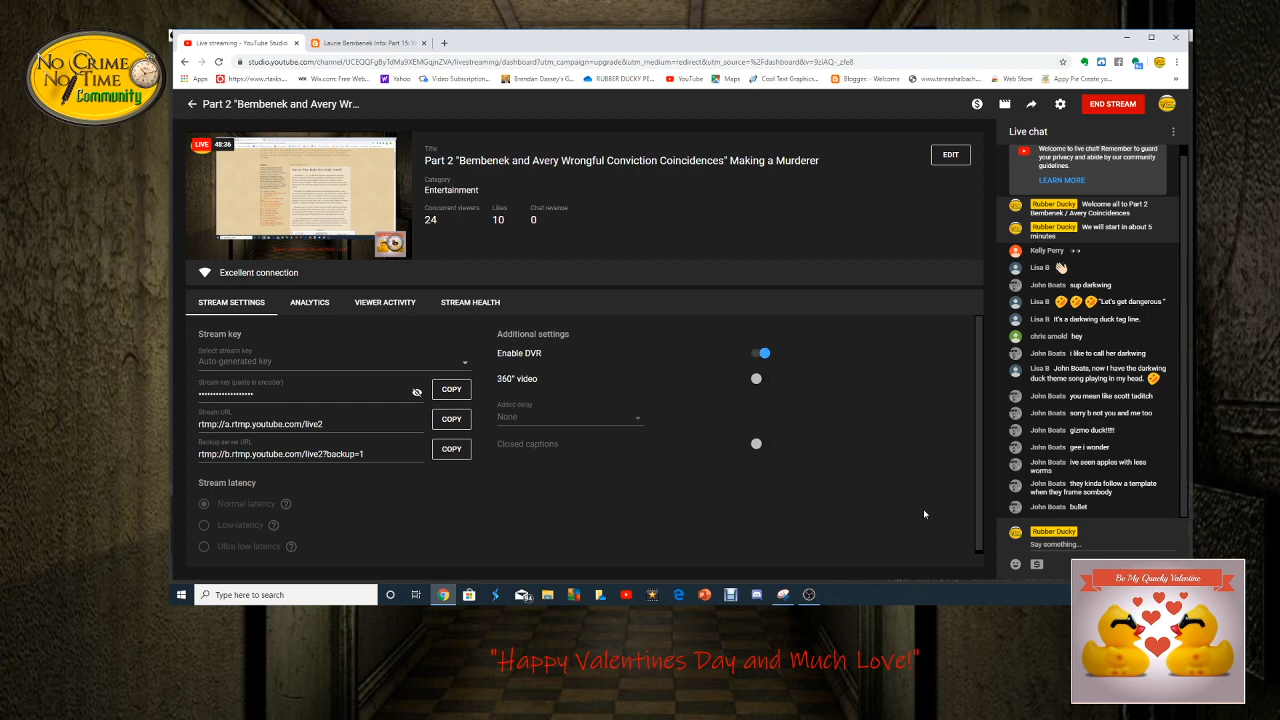 NO CRIME
NO TIME
Community
Live streaming - YouTube Studio
Laurie Bembenek Info: Part 15:
studio.youtube.com/channel/UCEQQFgByTdMa9XEMGqjnZVA/livestreaming/dashboard?utm_campaign=upgrade&utm_medium=redirect&utm_source=%2Fdashboard&v=9ziAQ-_zfe8
Apps
https://www.rtasks...
Wix.com: Free Web...
Yahoo
Turbo Subscription...
Brendan Dassey's G...
RUBBER DUCKY PE...
YouTube
Maps
Cool Text Graphics...
Blogger: - Welcome
www.teresahalbach...
Web Store
Appy Pie Create yo...
Part 2 "Bembenek and Avery Wr...
END STREAM
LIVE 48:36
Title
Part 2 "Bembenek and Avery Wrongful Conviction Coincidences" Making a Murderer
EDIT
Category
Entertainment
Concurrent viewers Likes Chat revenue
24 10 0
Excellent connection
STREAM SETTINGS ANALYTICS VIEWER ACTIVITY STREAM HEALTH
Stream key
Select stream key
Auto-generated key
Stream key (paste in encoder)
COPY
Stream URL
rtmp://a.rtmp.youtube.com/live2
COPY
Backup server URL
rtmp://b.rtmp.youtube.com/live2?backup=1
COPY
Stream latency
Normal latency
Low-latency
Ultra low-latency
Additional settings
Enable DVR
360° video
Added delay
None
Closed captions
Live chat
Welcome to live chat! Remember to
guard your privacy and abide by our community
guidelines.
LEARN MORE
Rubber Ducky Welcome all to Part 2
Bembenek / Avery Coincidences
Rubber Ducky We will start in about 5
minutes
Kelly Perry
Lisa B
John Boats sup darkwing
Lisa B "Let's get dangerous "
Lisa B It's a darkwing duck tag line.
chris arnold hey
John Boats i like to call her darkwing
Lisa B John Boats, now I have the darkwing
duck theme song playing in my head.
John Boats you mean like scott taditch
John Boats sorry b not you and me too
John Boats gizmo duck!!!!!
John Boats gee i wonder
John Boats ive seen apples with less
worms
John Boats they kinda follow a template
when they frame sombody
John Boats bullet
Rubber Ducky
Say something...
Type here to search
Be My Quacky Valentine
"Happy Valentines Day and Much Love!"